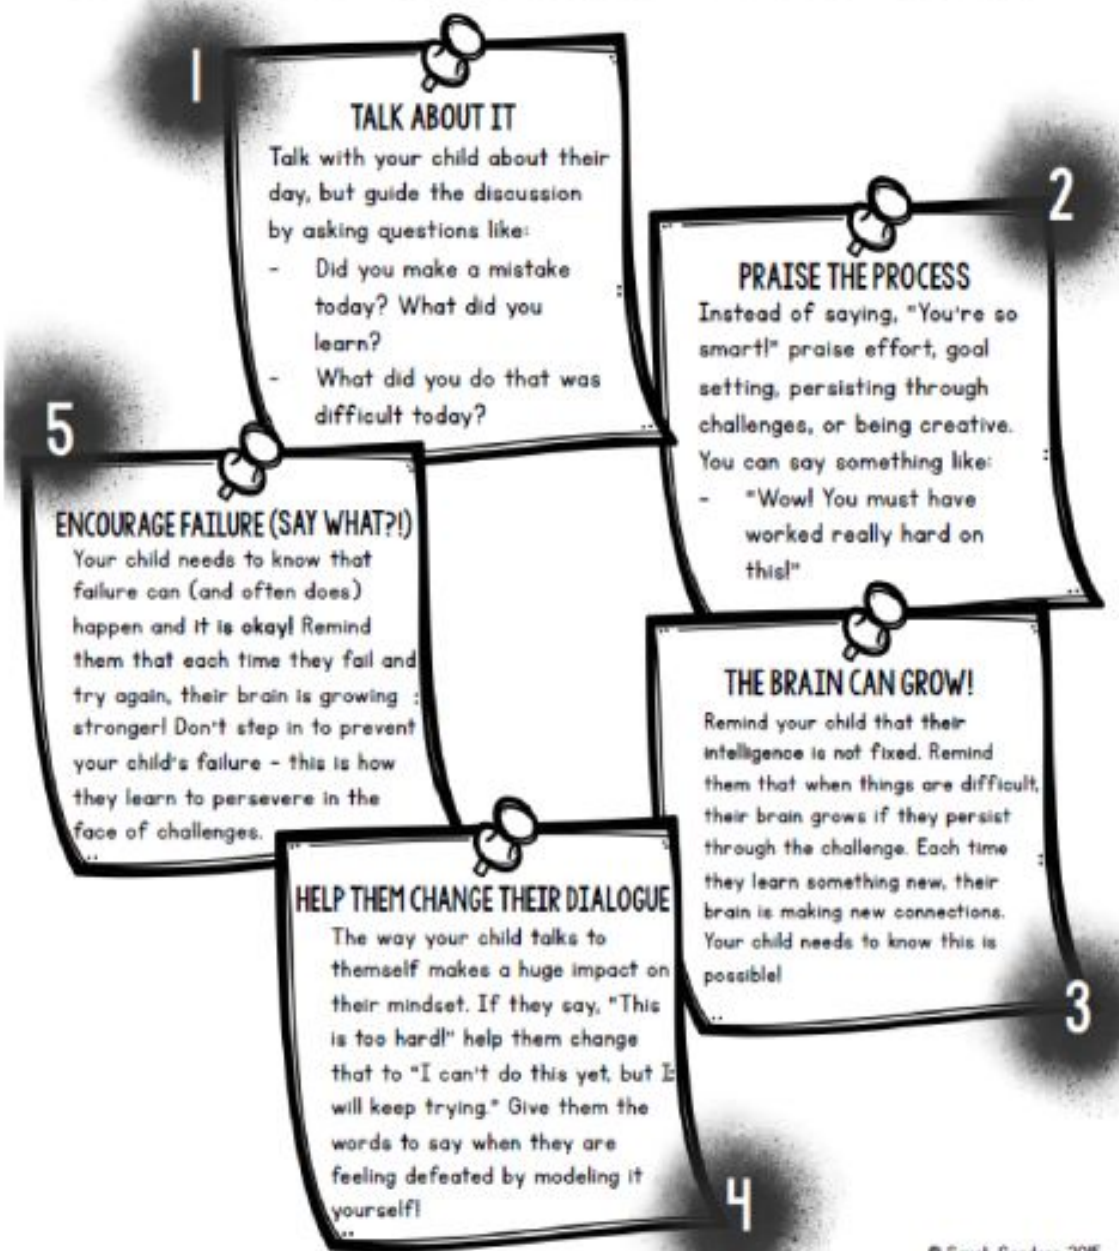 1
TALK ABOUT IT
Talk with your child about their
day, but guide the discussion
by asking questions like:
- Did you make a mistake
today? What did you
learn?
- What did you do that was
difficult today?
2
PRAISE THE PROCESS
Instead of saying, "You're so
smart!" praise effort, goal
setting, persisting through
challenges, or being creative.
You can say something like:
- "Wow! You must have
worked really hard on
this!"
THE BRAIN CAN GROW!
Remind your child that their
intelligence is not fixed. Remind
them that when things are difficult,
their brain grows if they persist
through the challenge. Each time
they learn something new, their
brain is making new connections.
Your child needs to know this is
possible!
3
HELP THEM CHANGE THEIR DIALOGUE
The way your child talks to
themself makes a huge impact on
their mindset. If they say, "This
is too hard!" help them change
that to "I can't do this yet, but I
will keep trying." Give them the
words to say when they are
feeling defeated by modeling it
yourself!
4
5
ENCOURAGE FAILURE (SAY WHAT?!)
Your child needs to know that
failure can (and often does)
happen and it is okay! Remind
them that each time they fail and
try again, their brain is growing
stronger! Don't step in to prevent
your child's failure - this is how
they learn to persevere in the
face of challenges.